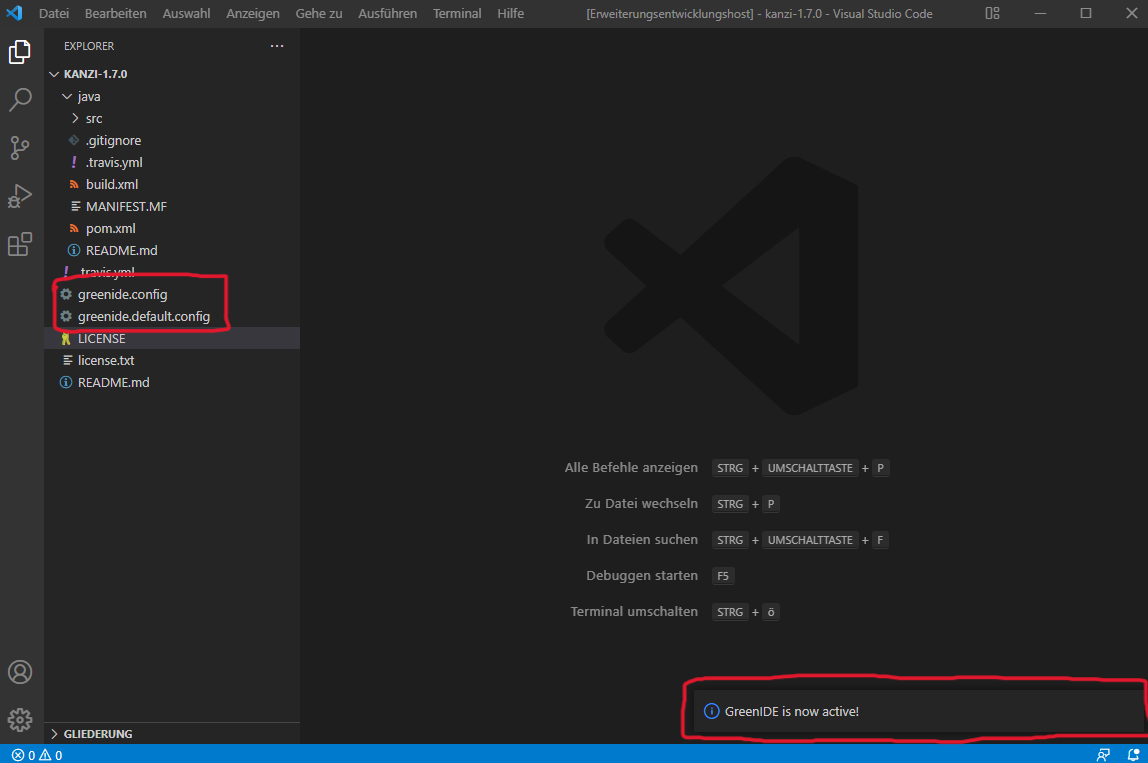 Datei Bearbeiten Auswahl Anzeigen Gehe zu Ausführen Terminal Hilfe [Erweiterungsentwicklungshost] - kanzi-1.7.0 - Visual Studio Code
EXPLORER
KANZI-1.7.0
java
src
.gitignore
.travis.yml
build.xml
MANIFEST.MF
pom.xml
README.md
.travis.yml
greenide.config
greenide.default.config
LICENSE
license.txt
README.md
Alle Befehle anzeigen STRG + UMSCHALTTASTE + P
Zu Datei wechseln STRG + P
In Dateien suchen STRG + UMSCHALTTASTE + F
Debuggen starten F5
Terminal umschalten STRG + ö
GreenIDE is now active!
GLIEDERUNG
0 0